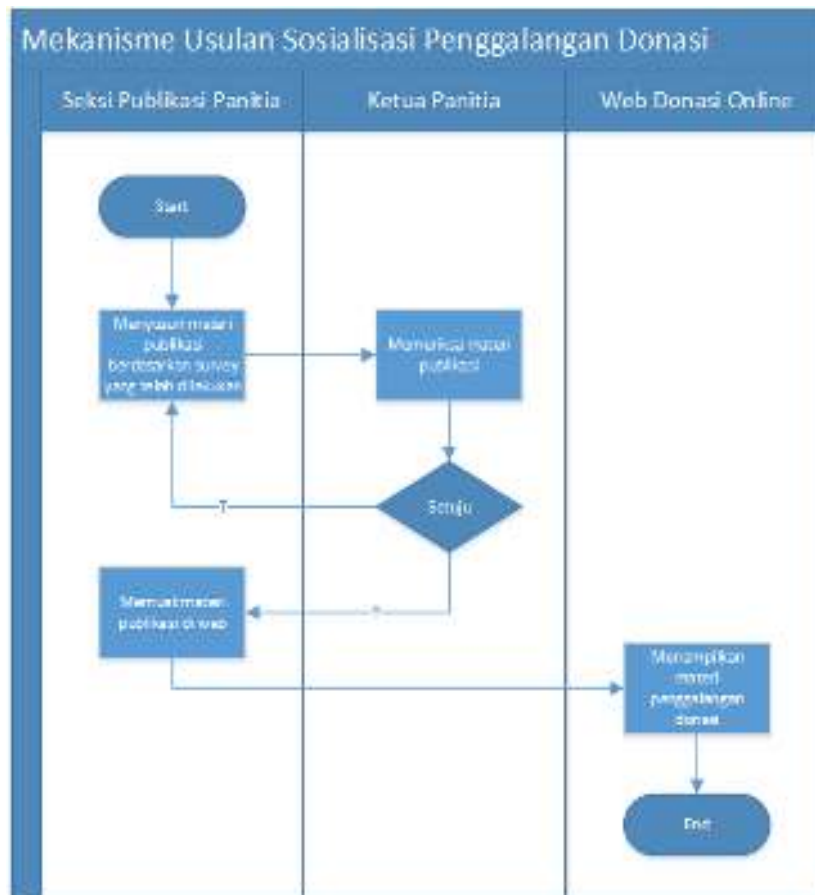 Mekanisme Usulan Sosialisasi Penggalangan Donasi
Seksi Publikasi Panitia
Ketua Panitia
Web Donasi Online
Start
Menyusun materi
publikasi
berdasarkan survey
yang telah dilakukan
Memeriksa materi
publikasi
Setuju
T
Memuat materi
publikasi di web
Menampilkan
materi
penggalangan
donasi
End